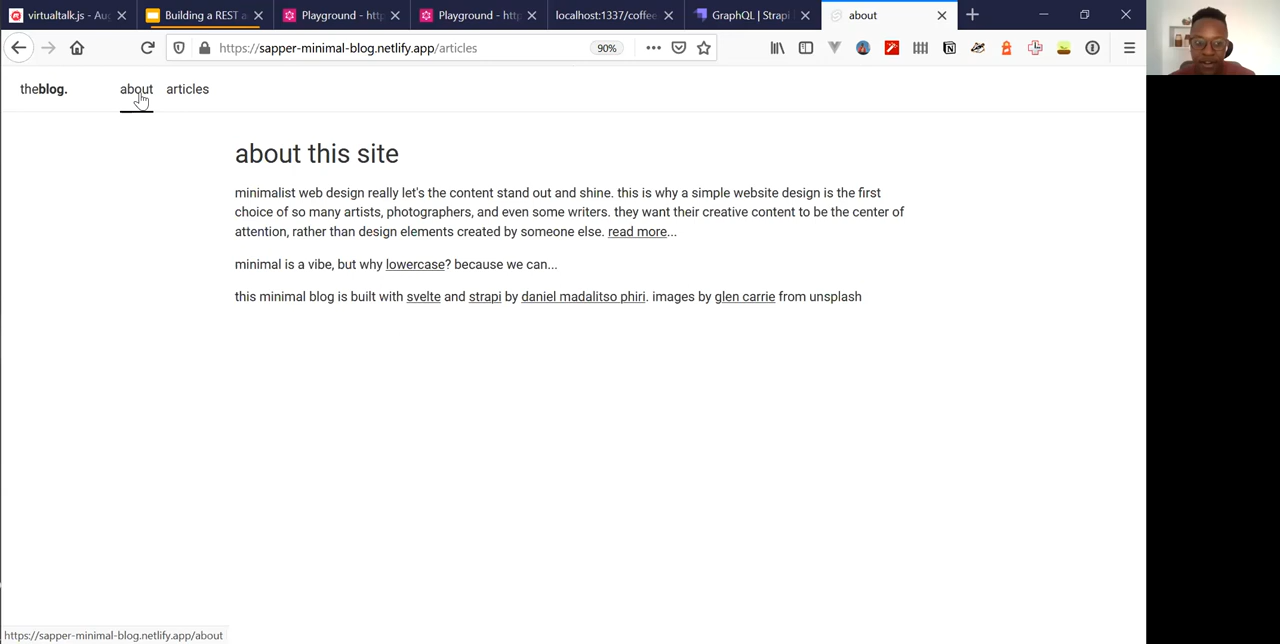 virtualtalk.js - Aug
Building a REST a
Playground - http
Playground - http
localhost:1337/coffee
GraphQL | Strapi
about
https://sapper-minimal-blog.netlify.app/articles
90%
theblog.
about
articles
about this site
minimalist web design really let's the content stand out and shine. this is why a simple website design is the first
choice of so many artists, photographers, and even some writers. they want their creative content to be the center of
attention, rather than design elements created by someone else. read more...
minimal is a vibe, but why lowercase? because we can...
this minimal blog is built with svelte and strapi by daniel madalitso phiri. images by glen carrie from unsplash
https://sapper-minimal-blog.netlify.app/about